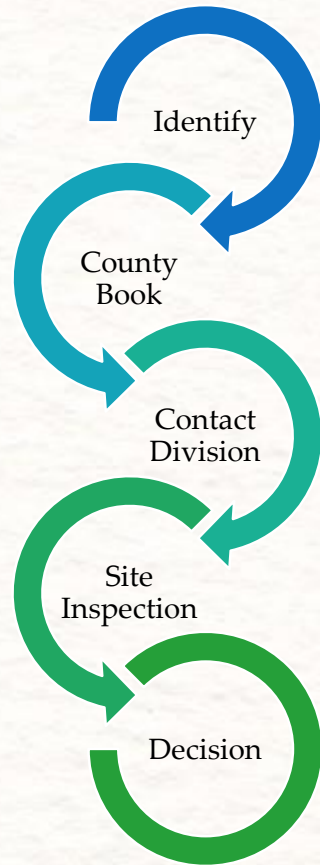 Identify
County
Book
Contact
Division
Site
Inspection
Decision